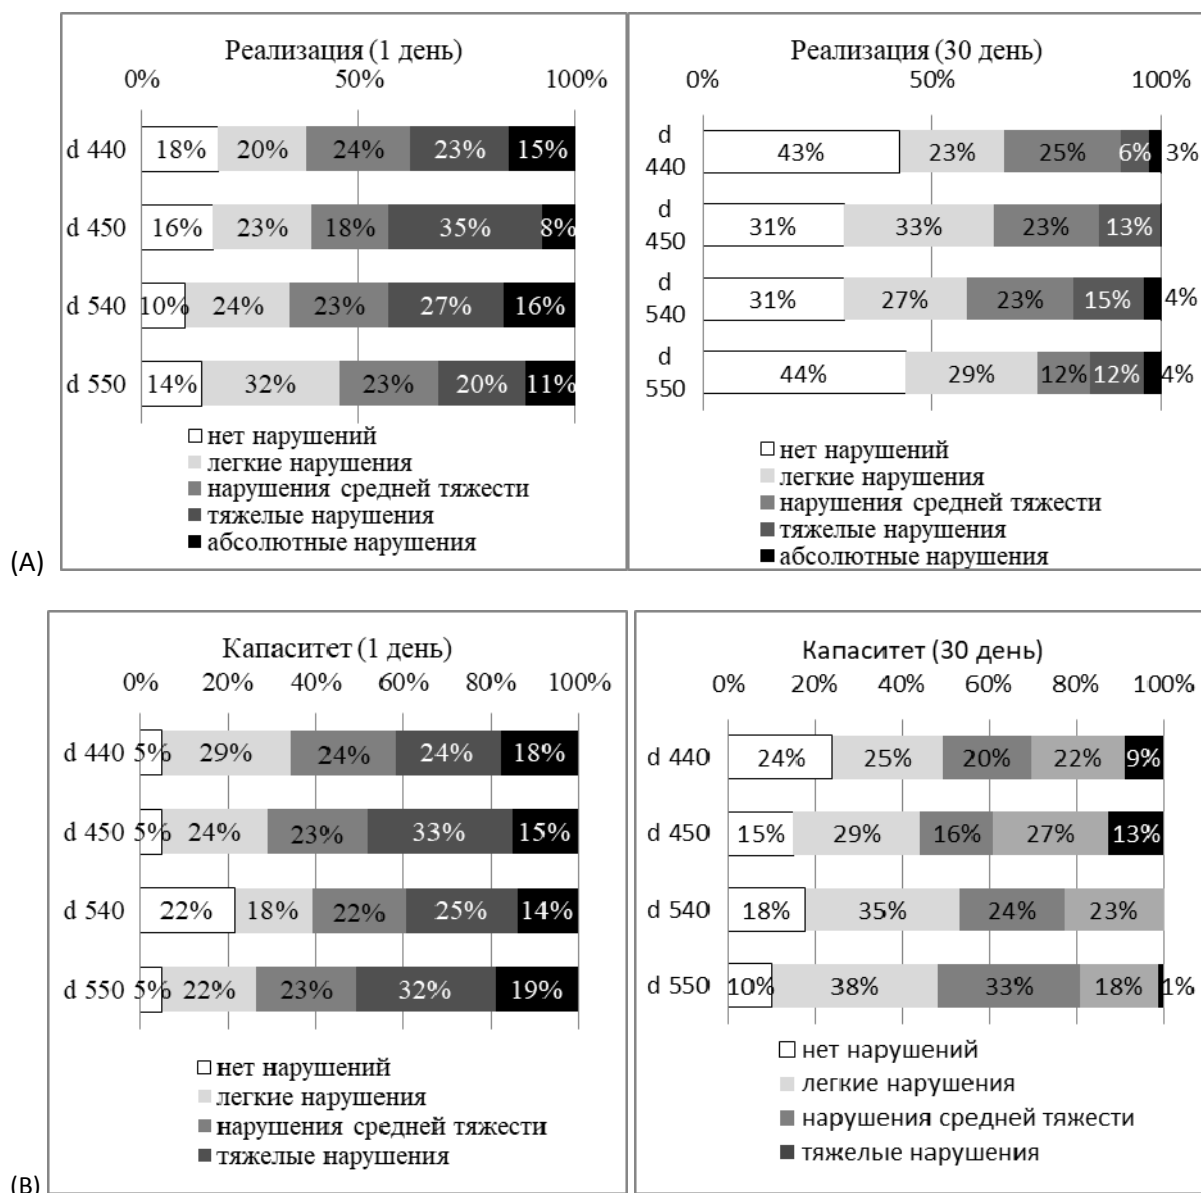 Реализация (1 день)
0% 50% 100%
d 440 18% 20% 24% 23% 15%
d 450 16% 23% 18% 35% 8%
d 540 10% 24% 23% 27% 16%
d 550 14% 32% 23% 20% 11%
нет нарушений
легкие нарушения
нарушения средней тяжести
тяжелые нарушения
абсолютные нарушения
(A)
Реализация (30 день)
0% 50% 100%
d
440 43% 23% 25% 6% 3%
d
450 31% 33% 23% 13%
d
540 31% 27% 23% 15% 4%
d
550 44% 29% 12% 12% 4%
нет нарушений
легкие нарушения
нарушения средней тяжести
тяжелые нарушения
абсолютные нарушения
Капаситет (1 день)
0% 20% 40% 60% 80% 100%
d 440 5% 29% 24% 24% 18%
d 450 5% 24% 23% 33% 15%
d 540 22% 18% 22% 25% 14%
d 550 5% 22% 23% 32% 19%
нет нарушений
легкие нарушения
нарушения средней тяжести
тяжелые нарушения
(B)
Капаситет (30 день)
0% 20% 40% 60% 80% 100%
d 440 24% 25% 20% 22% 9%
d 450 15% 29% 16% 27% 13%
d 540 18% 35% 24% 23%
d 550 10% 38% 33% 18% 1%
нет нарушений
легкие нарушения
нарушения средней тяжести
тяжелые нарушения